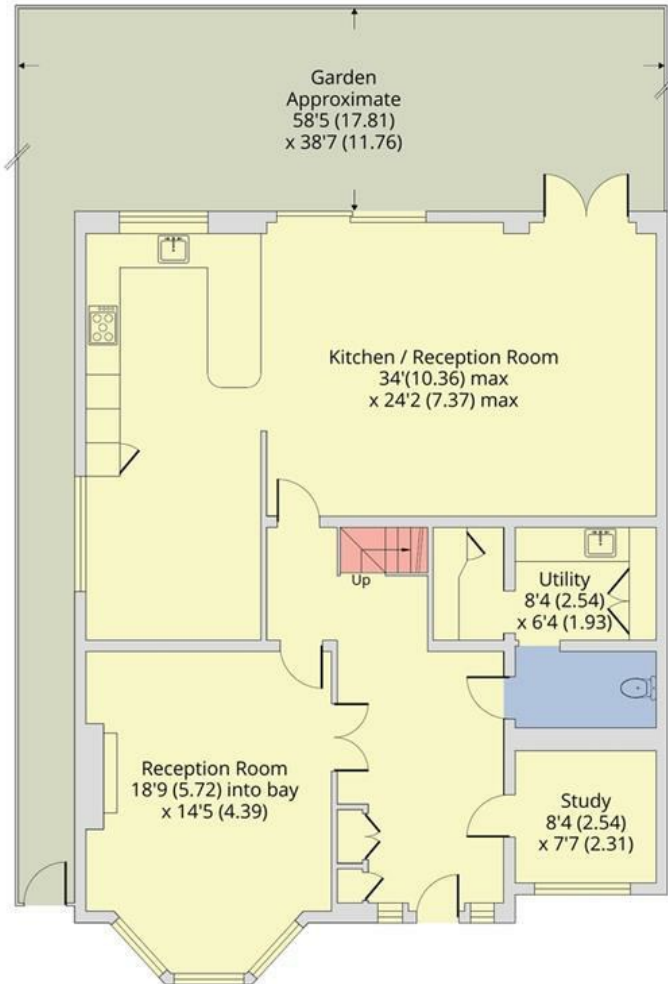 Garden
Approximate
58'5 (17.81)
x 38'7 (11.76)
Kitchen / Reception Room
34'(10.36) max
x 24'2 (7.37) max
Up
Utility
8'4 (2.54)
x 6'4 (1.93)
Reception Room
18'9 (5.72) into bay
x 14'5 (4.39)
Study
8'4 (2.54)
x 7'7 (2.31)